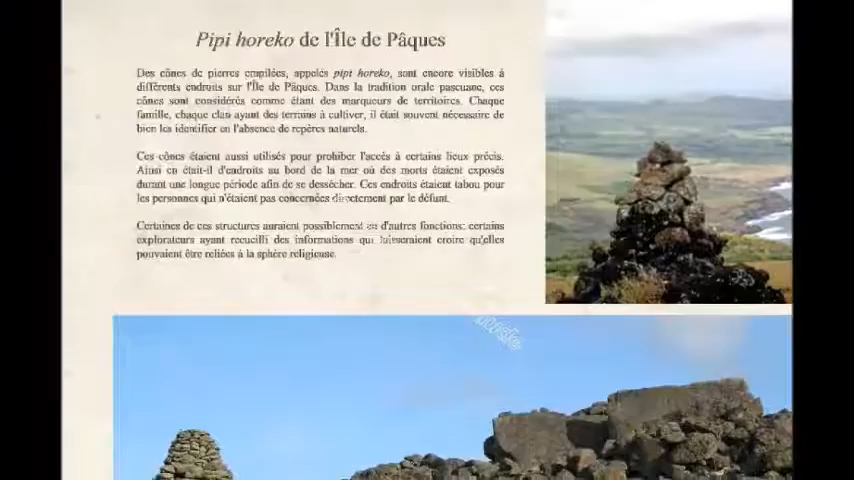 Pipi horeko de l'Île de Pâques
Des cônes de pierres empilées, appelés pipi horeko, sont encore visibles à
différents endroits sur l'Île de Pâques. Dans la tradition orale pascuane, ces
cônes sont considérés comme étant des marqueurs de territoires. Chaque
famille, chaque clan ayant des terrains à cultiver, il était souvent nécessaire de
bien les identifier en l'absence de repères naturels.
Ces cônes étaient aussi utilisés pour prohiber l'accès à certains lieux précis.
Ainsi en était-il d'endroits au bord de la mer où des morts étaient exposés
durant une longue période afin de se dessécher. Ces endroits étaient tabou pour
les personnes qui n'étaient pas concernées directement par le défunt.
Certaines de ces structures auraient possiblement eu d'autres fonctions: certains
explorateurs ayant recueilli des informations qui laisseraient croire qu'elles
pouvaient être reliées à la sphère religieuse.